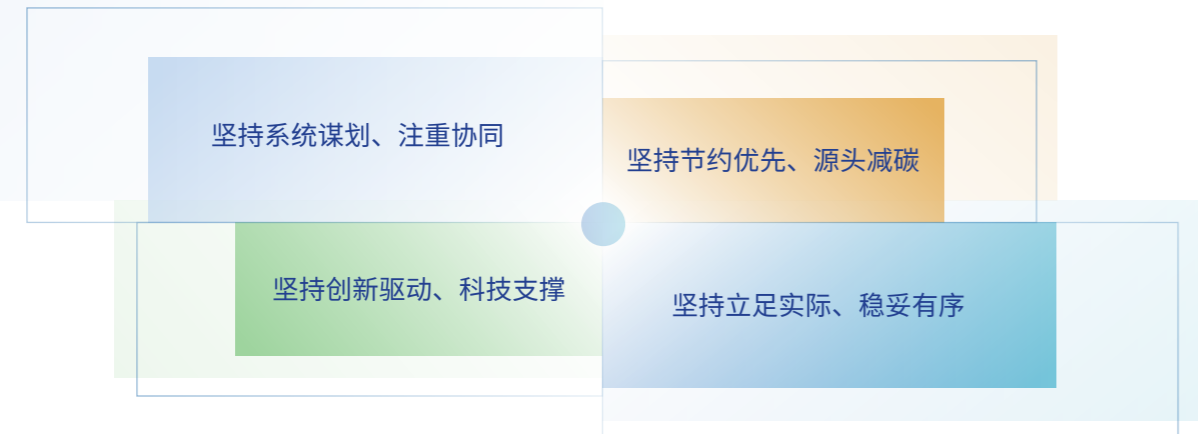 坚持系统谋划、注重协同
坚持节约优先、源头减碳
坚持创新驱动、科技支撑
坚持立足实际、稳妥有序